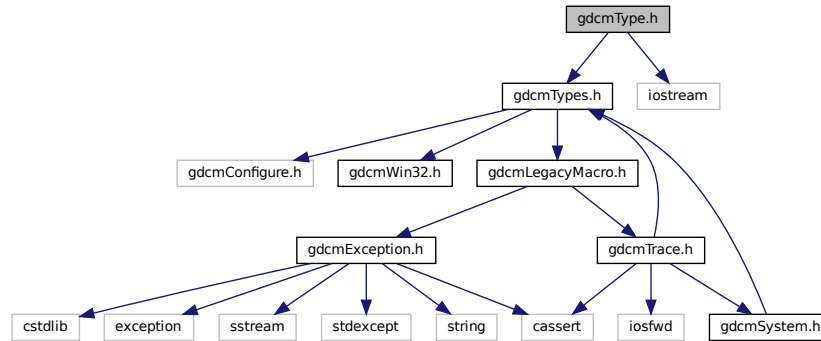 gdcmType.h
gdcmTypes.h
iostream
gdcmConfigure.h
gdcmWin32.h
gdcmLegacyMacro.h
gdcmException.h
gdcmTrace.h
cstdlib
exception
sstream
stdexcept
string
cassert
iosfwd
gdcmSystem.h